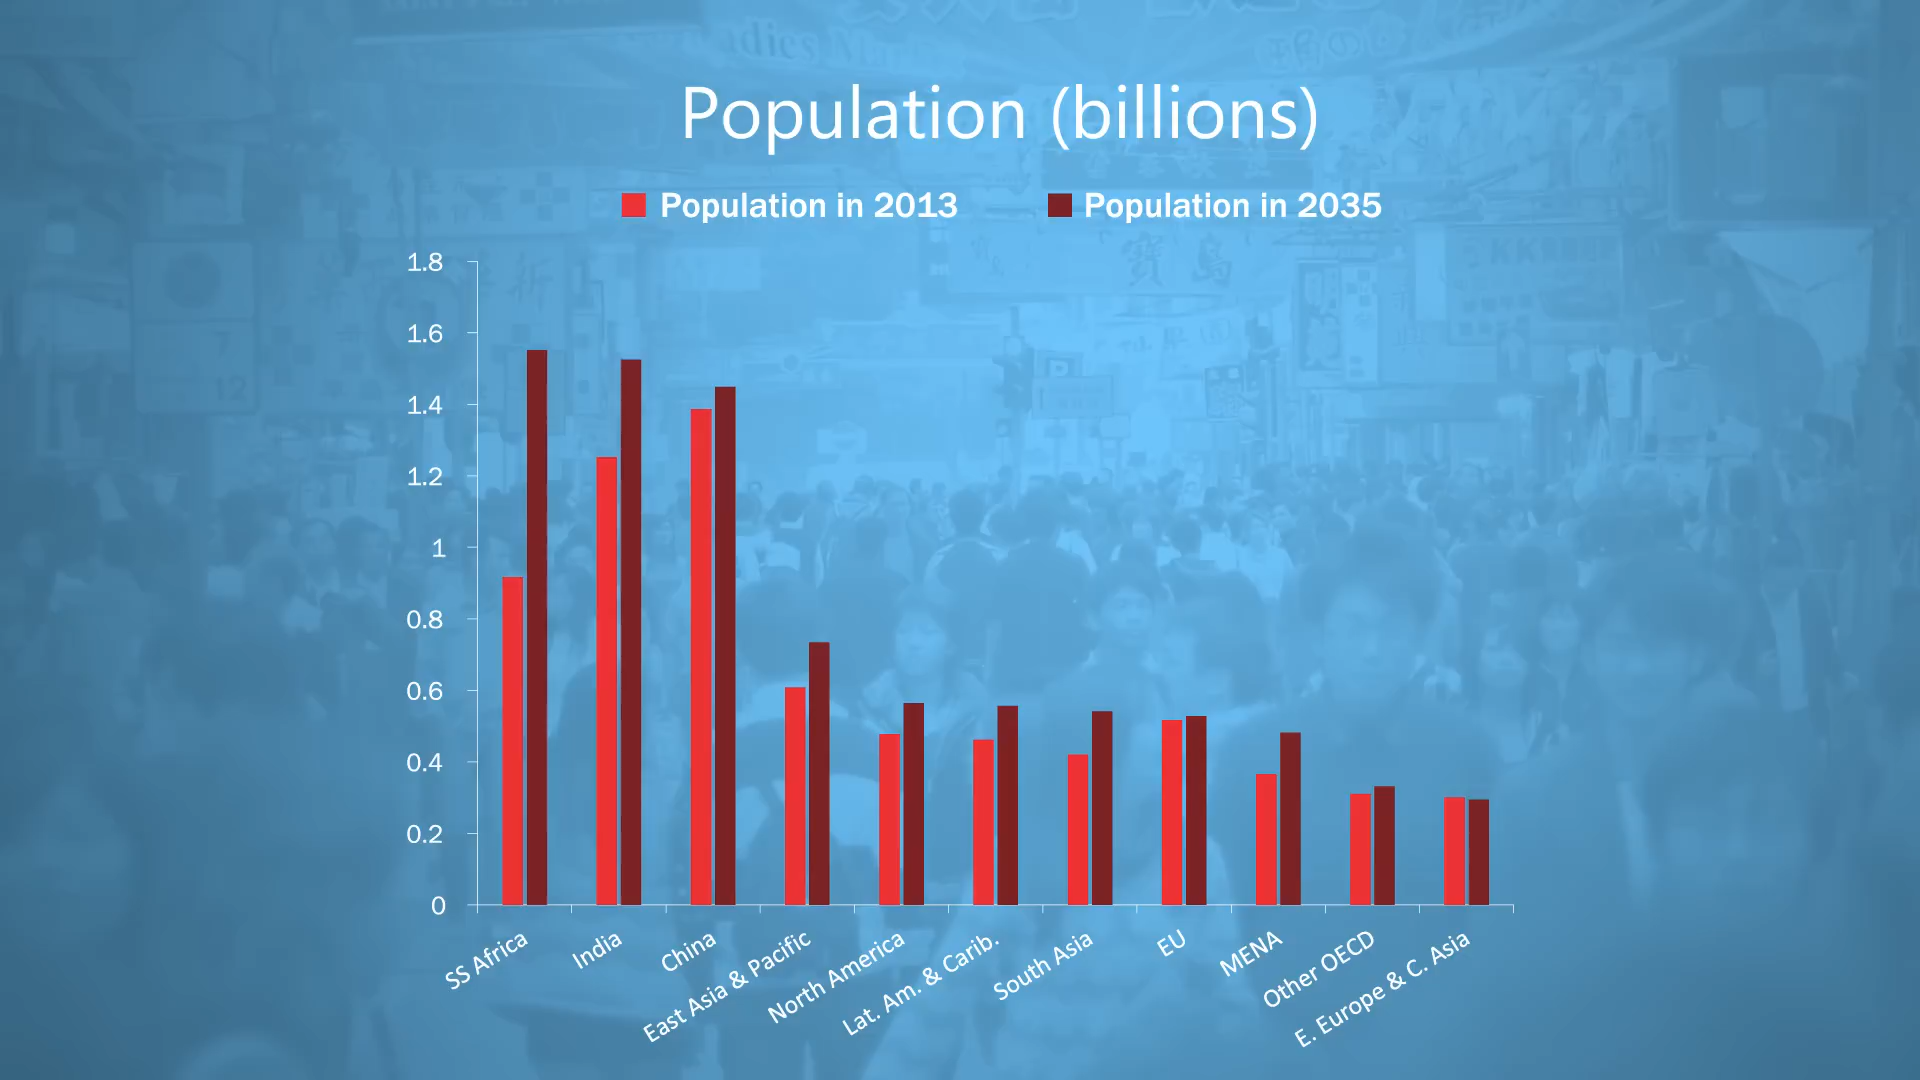 Population (billions)
Population in 2013
Population in 2035
1.8
1.6
1.4
1.2
1
0.8
0.6
0.4
0.2
0
SS Africa
India
China
East Asia & Pacific
North America
Lat. Am. & Carib.
South Asia
EU
MENA
Other OECD
E. Europe & C. Asia